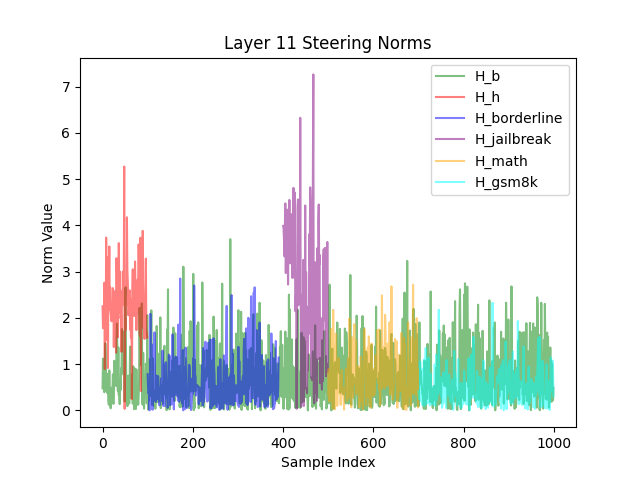 Layer 11 Steering Norms
H_b
H_h
H_borderline
H_jailbreak
H_math
H_gsm8k
Norm Value
7
6
5
4
3
2
1
0
0 200 400 600 800 1000
Sample Index